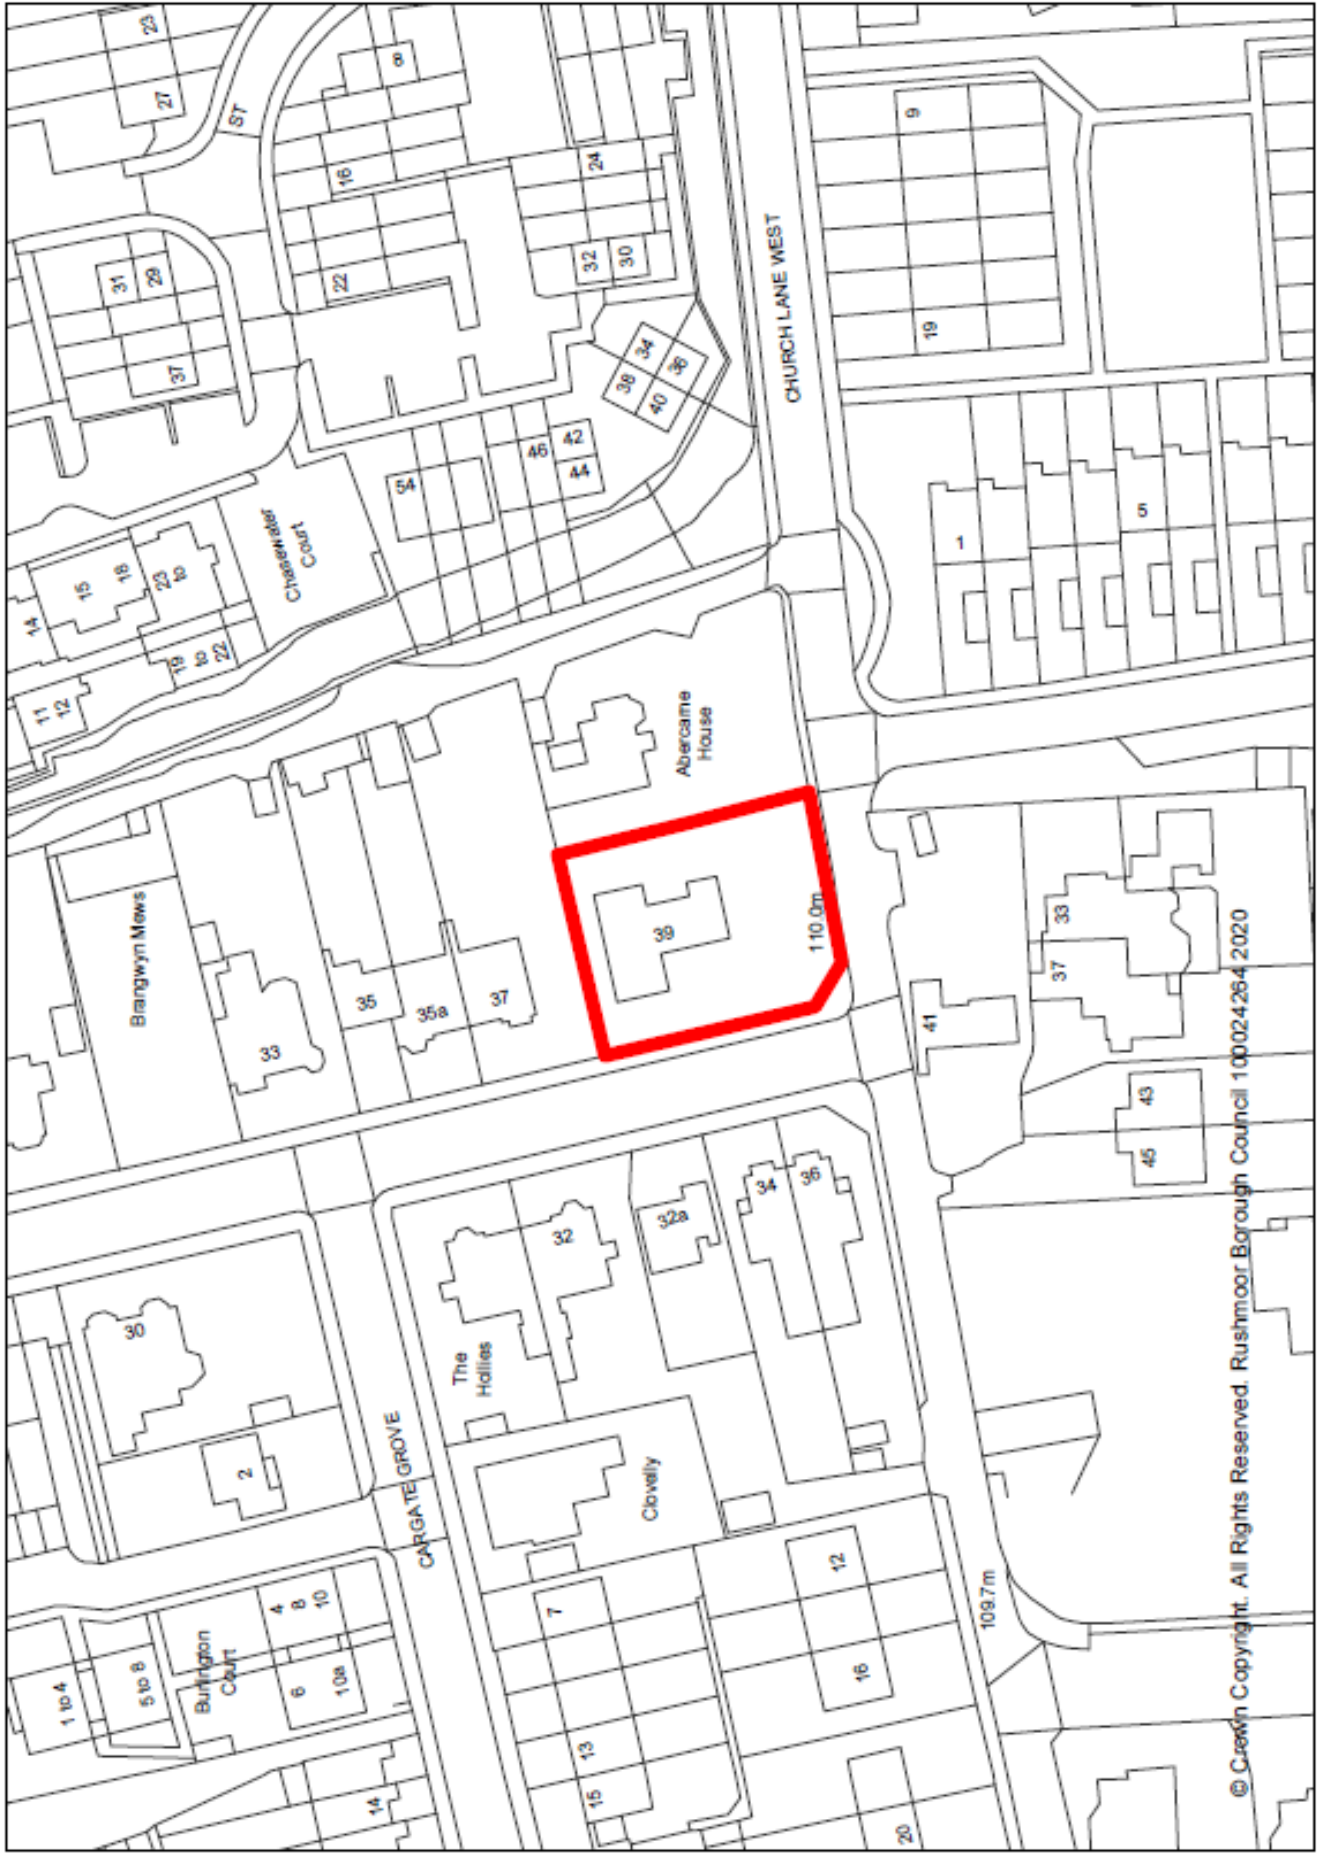 23
27
ST
8
16
31
29
37
22
24
32
30
34
36
38
40
42
44
46
54
CHURCH LANE WEST
9
19
1
5
Chasewater
Court
14
15
18
23
to
19
to
22
11
12
Abercarne
House
Brangwyn Mews
33
35
35a
37
39
110.0m
41
33
37
43
45
30
2
CARGATE GROVE
The
Hollies
32
32a
34
36
Clovelly
7
13
15
12
16
20
109.7m
1 to 4
5 to 8
Burlington
Court
4
8
10
6
10a
14
© Crown Copyright. All Rights Reserved. Rushmoor Borough Council 100024264 2020